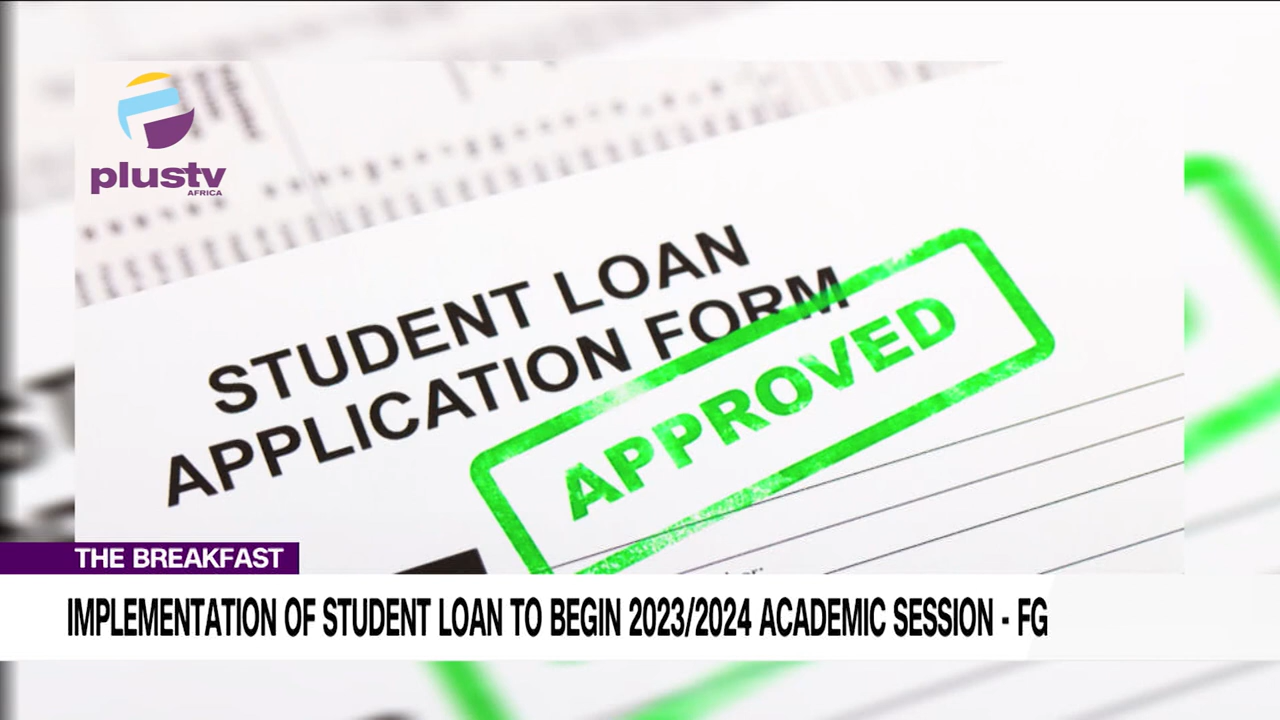 plustv
AFRICA
STUDENT LOAN
APPLICATION FORM
APPROVED
THE BREAKFAST
IMPLEMENTATION OF STUDENT LOAN TO BEGIN 2023/2024 ACADEMIC SESSION - FG